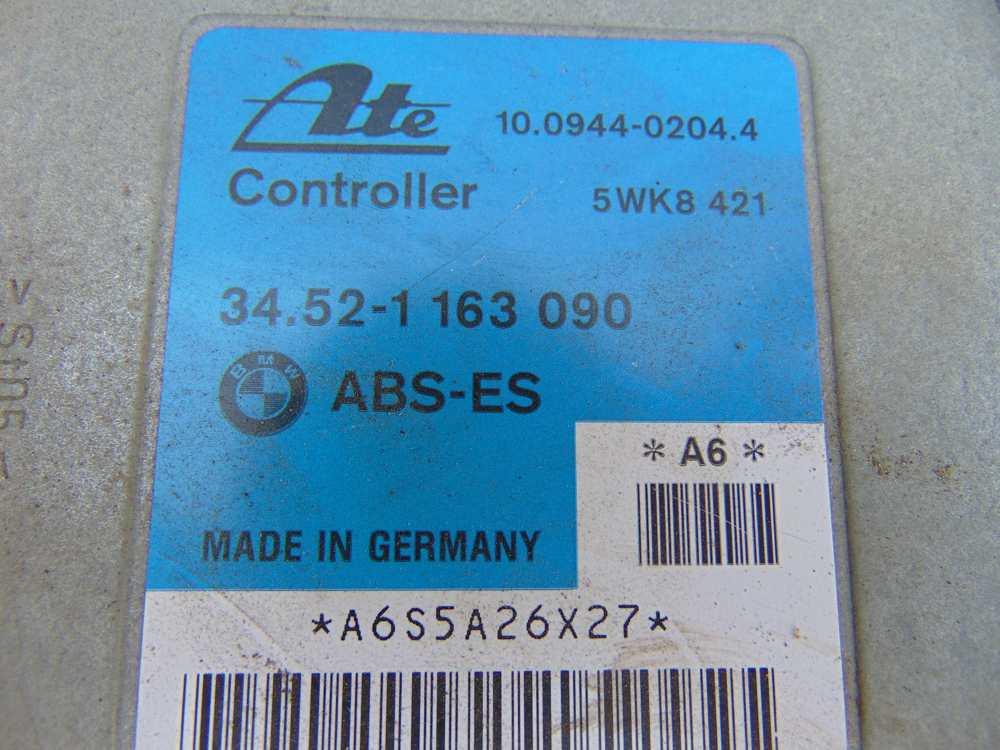 Ate 10.0944-0204.4
Controller 5WK8 421
34.52-1 163 090
BMW ABS-ES
* A6 *
MADE IN GERMANY
*A6S5A26X27*